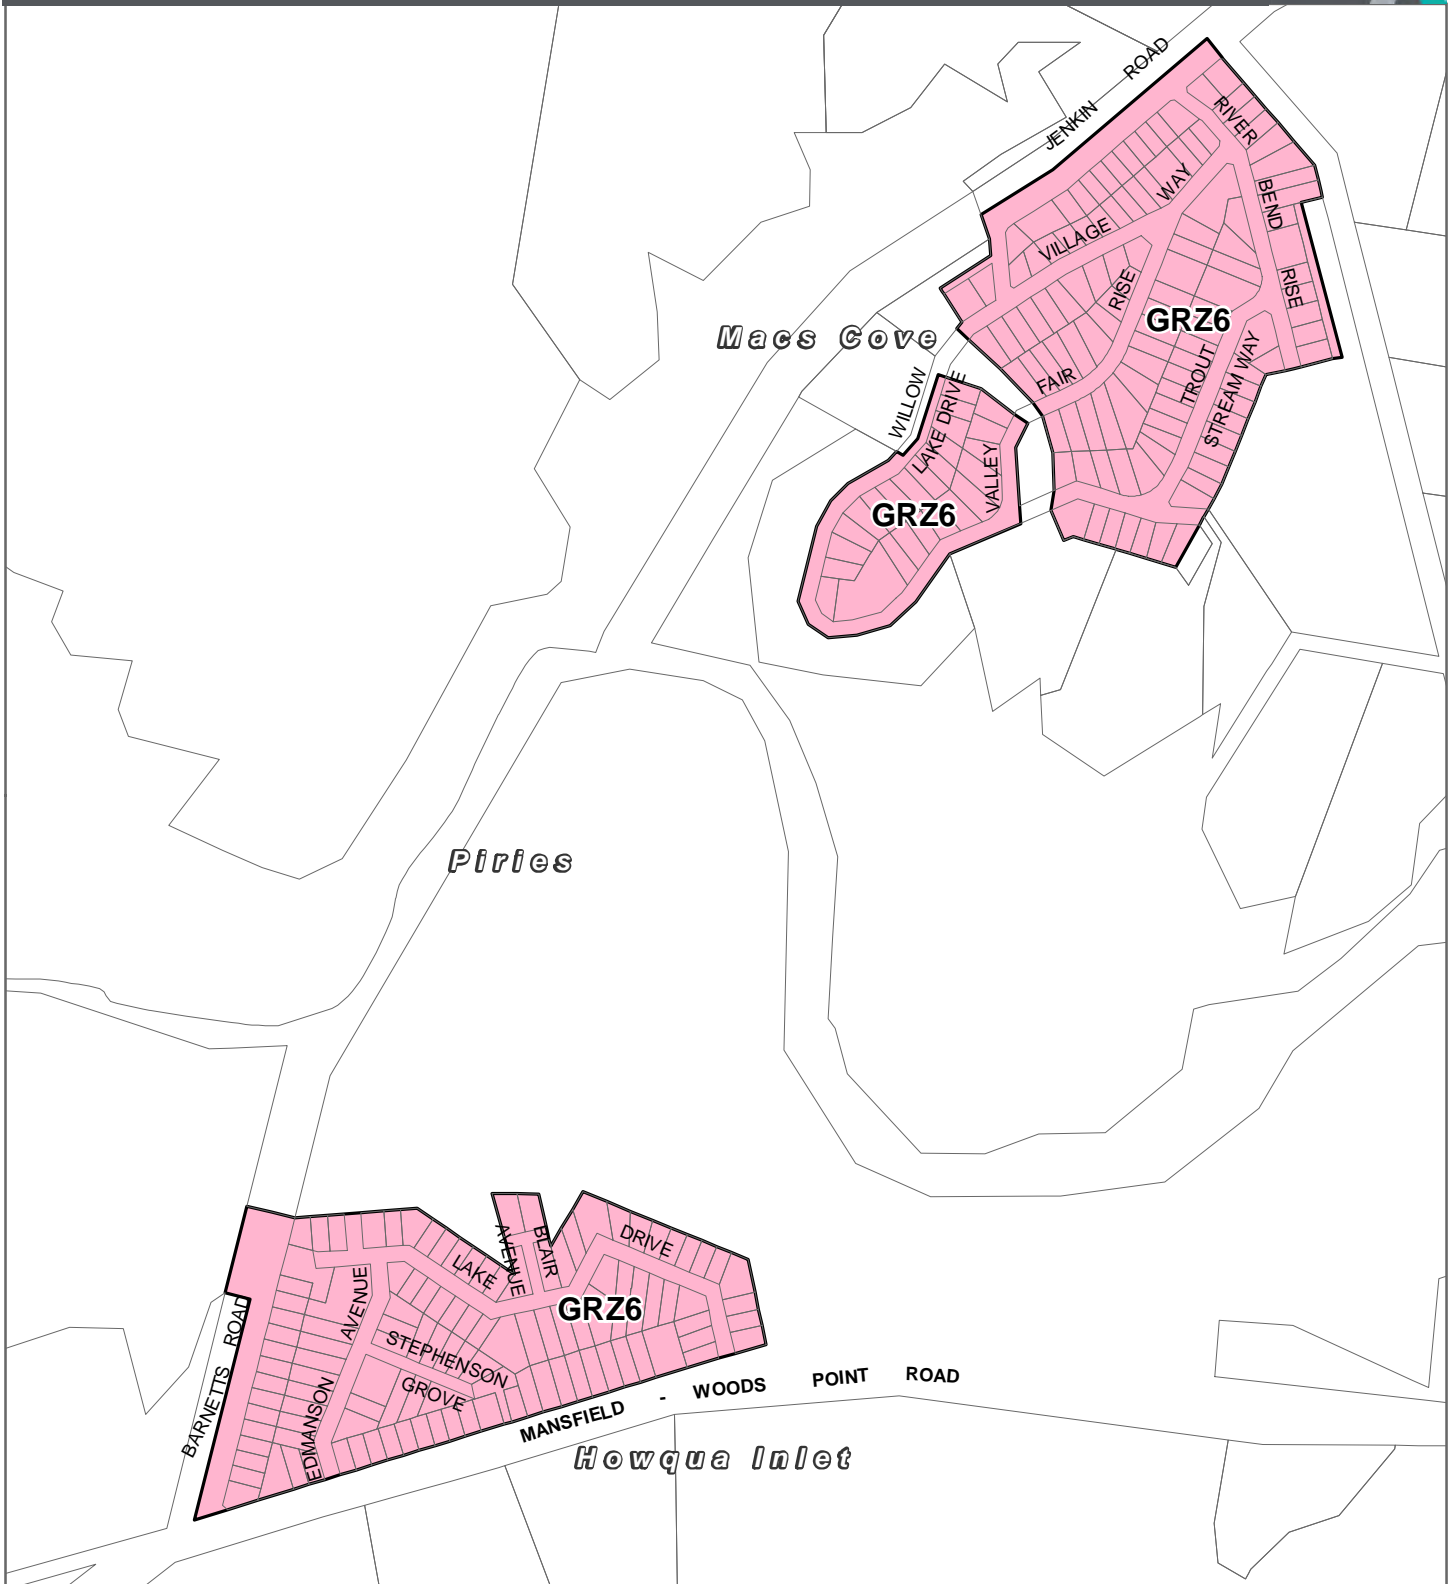 JENKIN ROAD
RIVER
BEND
RISE
VILLAGE WAY
RISE
FAIR
GRZ6
TROUT
STREAM WAY
Macs Cove
WILLOW
LAKE DRIVE
VALLEY
GRZ6
Piries
AVENUE
BLAIR
DRIVE
LAKE
GRZ6
AVENUE
EDMANSON
STEPHENSON
GROVE
BARNETTS ROAD
MANSFIELD - WOODS POINT ROAD
Howqua Inlet